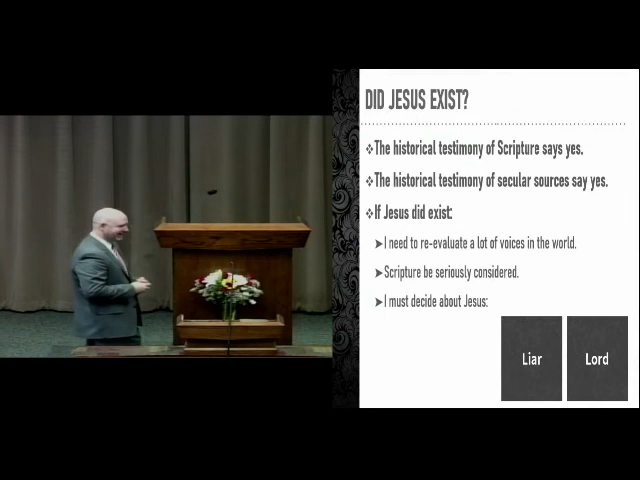 DID JESUS EXIST?
❖The historical testimony of Scripture says yes.
❖The historical testimony of secular sources say yes.
❖If Jesus did exist:
➤I need to re-evaluate a lot of voices in the world.
➤Scripture be seriously considered.
➤I must decide about Jesus:
Liar
Lord